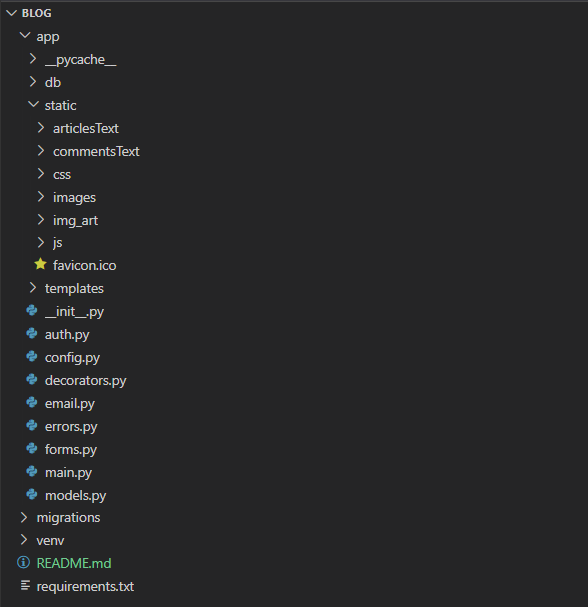 BLOG
app
__pycache__
db
static
articlesText
commentsText
css
images
img_art
js
favicon.ico
templates
__init__.py
auth.py
config.py
decorators.py
email.py
errors.py
forms.py
main.py
models.py
migrations
venv
README.md
requirements.txt